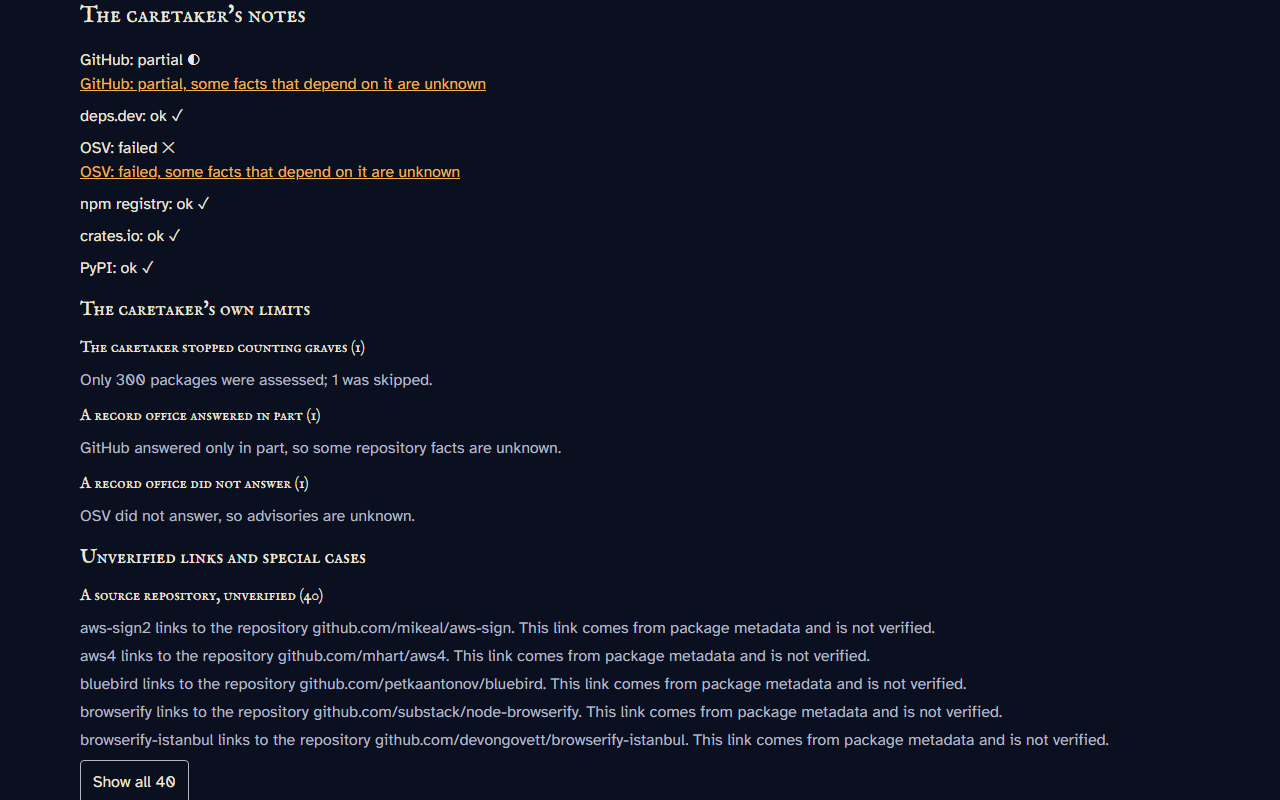 The caretaker's notes
GitHub: partial ◐
GitHub: partial, some facts that depend on it are unknown
deps.dev: ok ✓
OSV: failed ✕
OSV: failed, some facts that depend on it are unknown
npm registry: ok ✓
crates.io: ok ✓
PyPI: ok ✓
The caretaker's own limits
The caretaker stopped counting graves (1)
Only 300 packages were assessed; 1 was skipped.
A record office answered in part (1)
GitHub answered only in part, so some repository facts are unknown.
A record office did not answer (1)
OSV did not answer, so advisories are unknown.
Unverified links and special cases
A source repository, unverified (40)
aws-sign2 links to the repository github.com/mikeal/aws-sign. This link comes from package metadata and is not verified.
aws4 links to the repository github.com/mhart/aws4. This link comes from package metadata and is not verified.
bluebird links to the repository github.com/petkaantonov/bluebird. This link comes from package metadata and is not verified.
browserify links to the repository github.com/substack/node-browserify. This link comes from package metadata and is not verified.
browserify-istanbul links to the repository github.com/devongovett/browserify-istanbul. This link comes from package metadata and is not verified.
Show all 40